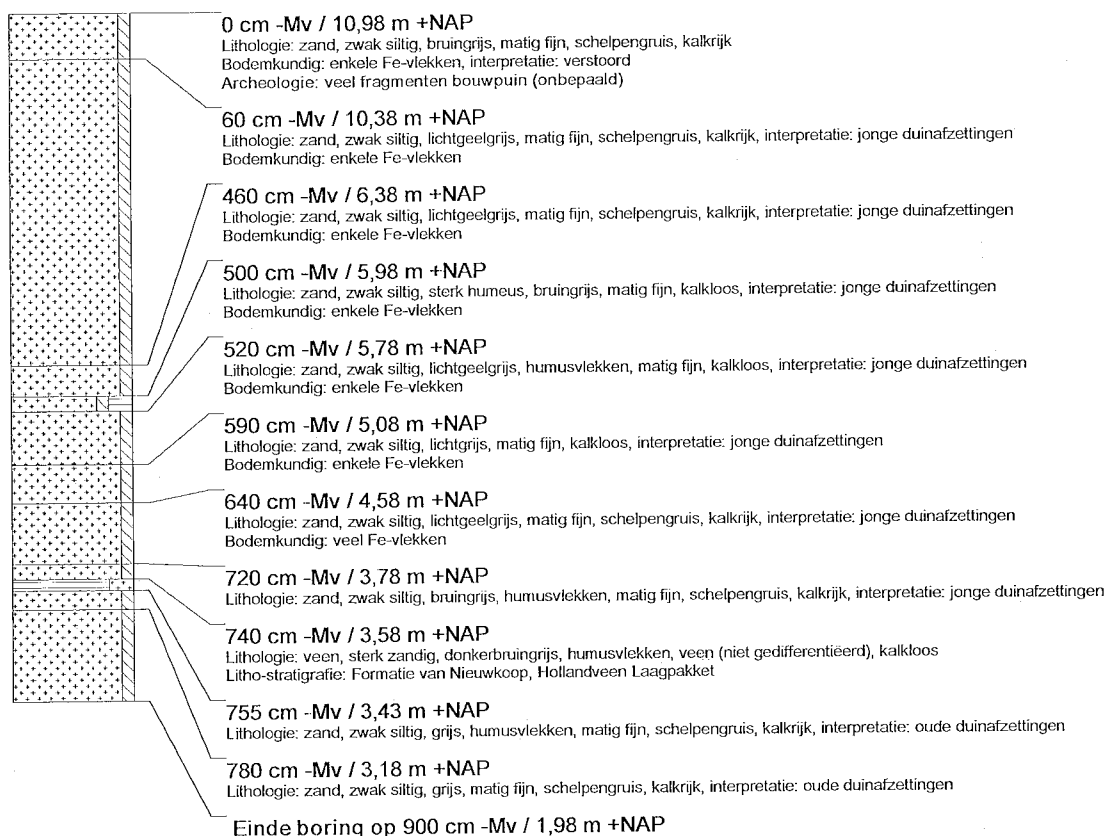 0 cm -Mv / 10,98 m +NAP
Lithologie: zand, zwak siltig, bruingrijs, matig fijn, schelpengruis, kalkrijk
Bodemkundig: enkele Fe-vlekken, interpretatie: verstoord
Archeologie: veel fragmenten bouwpuin (onbepaald)
60 cm -Mv / 10,38 m +NAP
Lithologie: zand, zwak siltig, lichtgeelgrijs, matig fijn, schelpengruis, kalkrijk, interpretatie: jonge duinafzettingen
Bodemkundig: enkele Fe-vlekken
460 cm -Mv / 6,38 m +NAP
Lithologie: zand, zwak siltig, lichtgeelgrijs, matig fijn, schelpengruis, kalkrijk, interpretatie: jonge duinafzettingen
Bodemkundig: enkele Fe-vlekken
500 cm -Mv / 5,98 m +NAP
Lithologie: zand, zwak siltig, sterk humeus, bruingrijs, matig fijn, kalkloos, interpretatie: jonge duinafzettingen
Bodemkundig: enkele Fe-vlekken
520 cm -Mv / 5,78 m +NAP
Lithologie: zand, zwak siltig, lichtgeelgrijs, humusvlekken, matig fijn, kalkloos, interpretatie: jonge duinafzettingen
Bodemkundig: enkele Fe-vlekken
590 cm -Mv / 5,08 m +NAP
Lithologie: zand, zwak siltig, lichtgrijs, matig fijn, kalkloos, interpretatie: jonge duinafzettingen
Bodemkundig: enkele Fe-vlekken
640 cm -Mv / 4,58 m +NAP
Lithologie: zand, zwak siltig, lichtgeelgrijs, matig fijn, schelpengruis, kalkrijk, interpretatie: jonge duinafzettingen
Bodemkundig: veel Fe-vlekken
720 cm -Mv / 3,78 m +NAP
Lithologie: zand, zwak siltig, bruingrijs, humusvlekken, matig fijn, schelpengruis, kalkrijk, interpretatie: jonge duinafzettingen
740 cm -Mv / 3,58 m +NAP
Lithologie: veen, sterk zandig, donkerbruingrijs, humusvlekken, veen (niet gedifferentiëerd), kalkloos
Litho-stratigrafie: Formatie van Nieuwkoop, Hollandveen Laagpakket
755 cm -Mv / 3,43 m +NAP
Lithologie: zand, zwak siltig, grijs, humusvlekken, matig fijn, schelpengruis, kalkrijk, interpretatie: oude duinafzettingen
780 cm -Mv / 3,18 m +NAP
Lithologie: zand, zwak siltig, grijs, matig fijn, schelpengruis, kalkrijk, interpretatie: oude duinafzettingen
Einde boring op 900 cm -Mv / 1,98 m +NAP